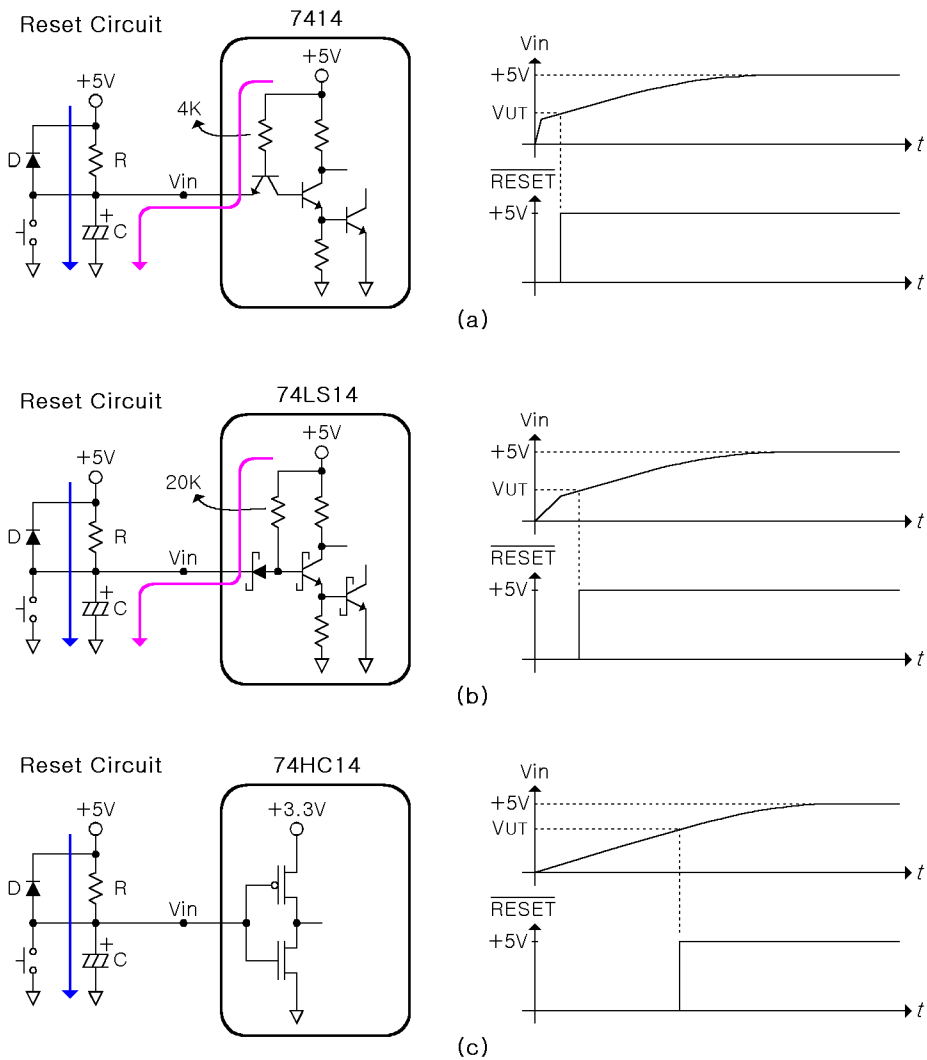 Reset Circuit
7414
+5V
+5V
4K
D
R
Vin
+
C
Vin
+5V
VUT
t
RESET
+5V
t
(a)
Reset Circuit
74LS14
+5V
+5V
20K
D
R
Vin
+
C
Vin
+5V
VUT
t
RESET
+5V
t
(b)
Reset Circuit
74HC14
+5V
+3.3V
D
R
Vin
+
C
Vin
+5V
VUT
t
RESET
+5V
t
(c)